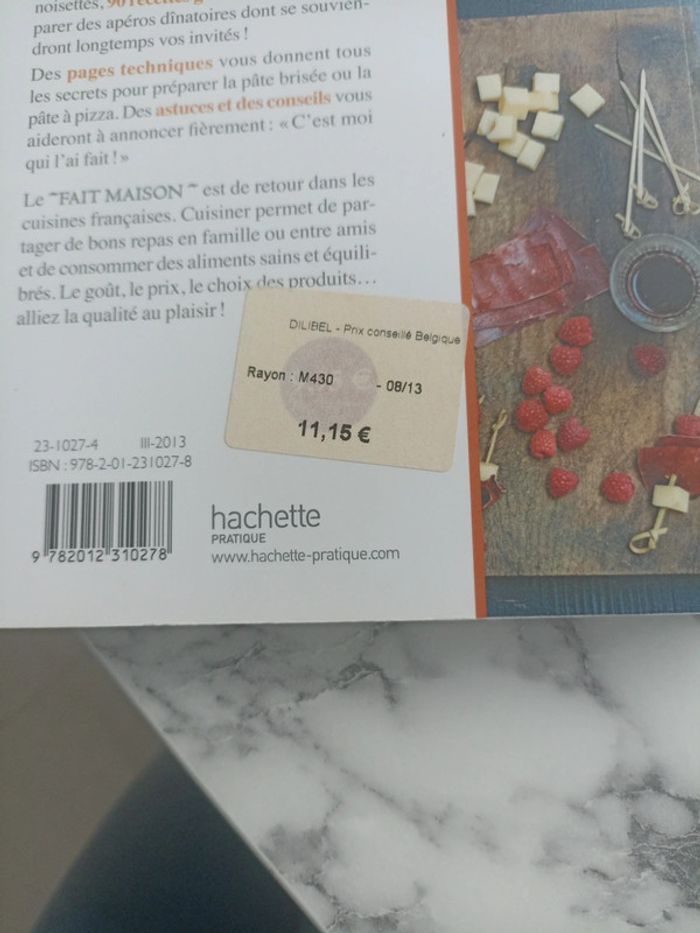 noisettes, 90
parer des apéros dînatoires dont se souvien-
dront longtemps vos invités !
Des pages techniques vous donnent tous
les secrets pour préparer la pâte brisée ou la
pâte à pizza. Des astuces et des conseils vous
aideront à annoncer fièrement : « C'est moi
qui l'ai fait ! »
Le ~FAIT MAISON ~ est de retour dans les
cuisines françaises. Cuisiner permet de par-
tager de bons repas en famille ou entre amis
et de consommer des aliments sains et équili-
brés. Le goût, le prix, le choix des produits…
alliez la qualité au plaisir !
DILIBEL - Prix conseillé Belgique
Rayon : M430 - 08/13
11,15 €
23-1027-4 III-2013
ISBN : 978-2-01-231027-8
9 782012 310278
hachette
PRATIQUE
www.hachette-pratique.com